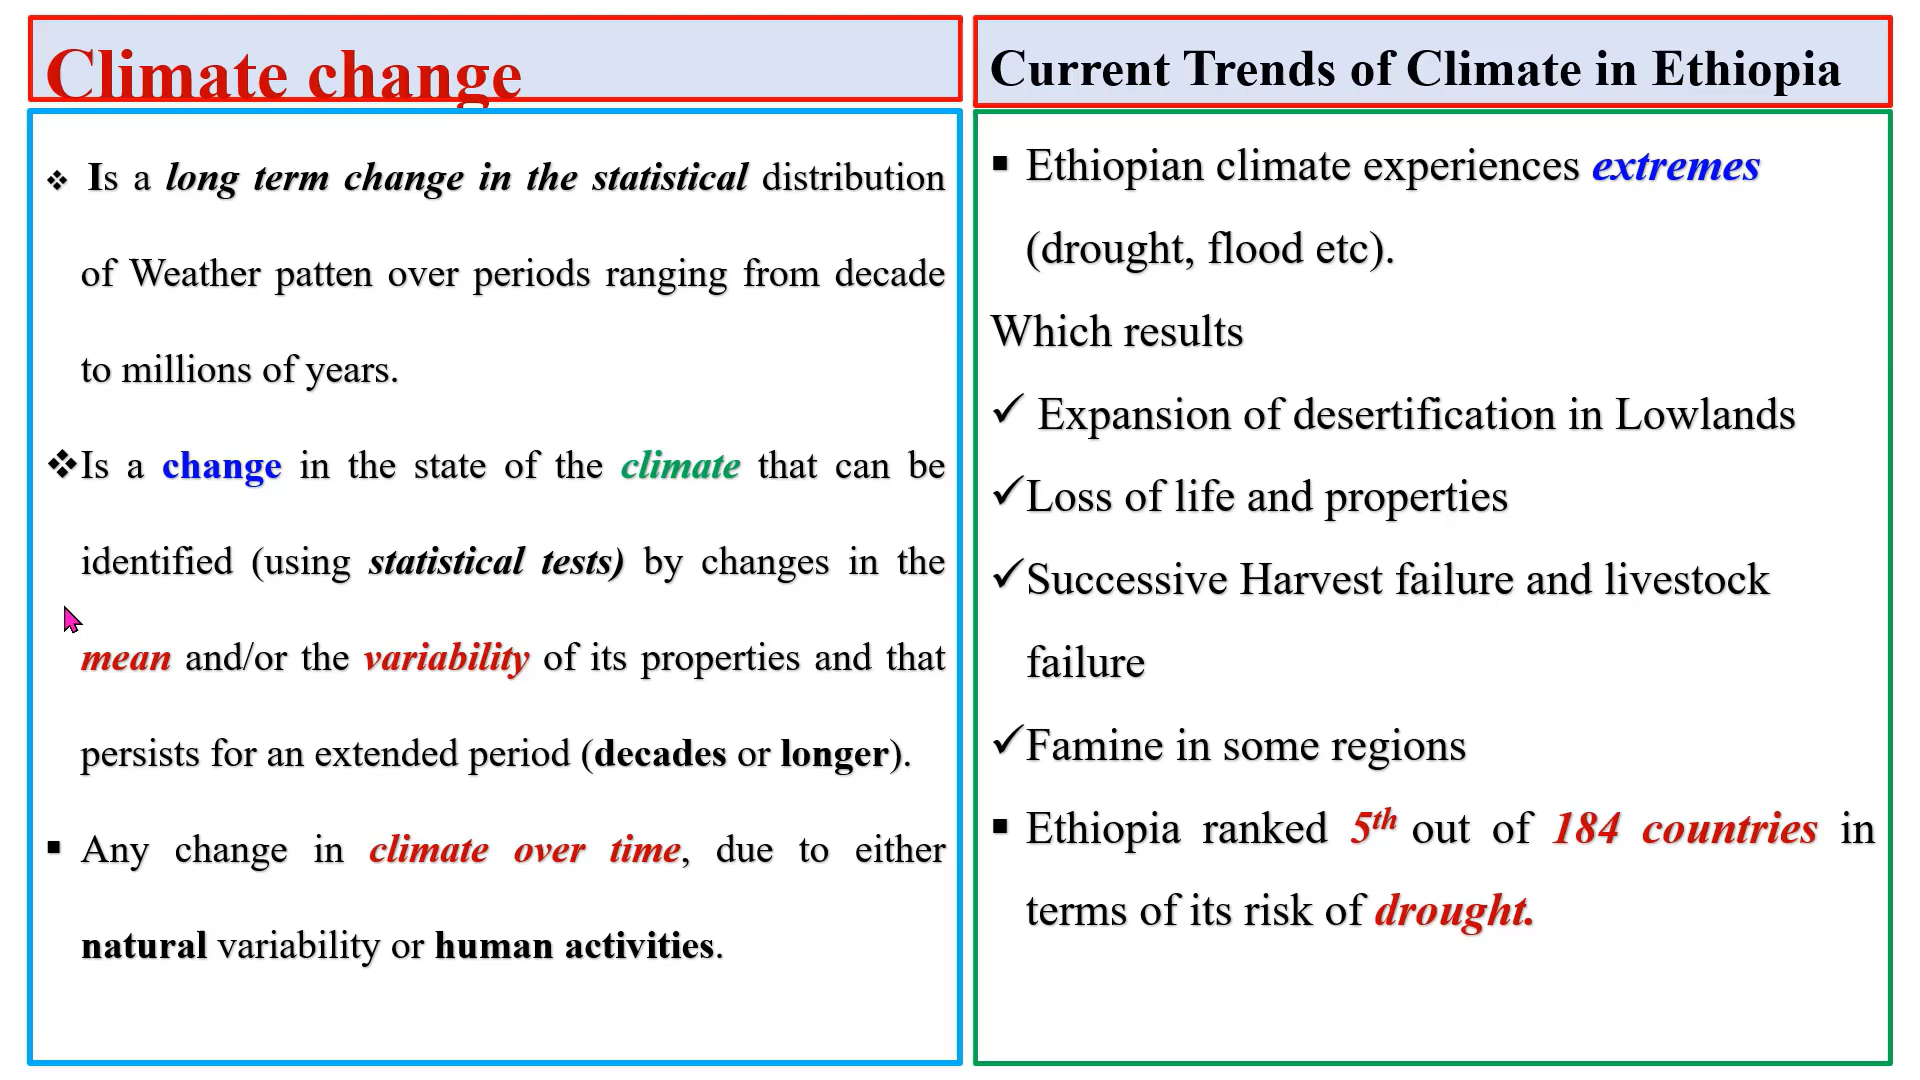 Climate change
❖ Is a long term change in the statistical distribution
of Weather patten over periods ranging from decade
to millions of years.
❖Is a change in the state of the climate that can be
identified (using statistical tests) by changes in the
mean and/or the variability of its properties and that
persists for an extended period (decades or longer).
▪ Any change in climate over time, due to either
natural variability or human activities.
Current Trends of Climate in Ethiopia
▪ Ethiopian climate experiences extremes
(drought, flood etc).
Which results
✓ Expansion of desertification in Lowlands
✓Loss of life and properties
✓Successive Harvest failure and livestock
failure
✓Famine in some regions
▪ Ethiopia ranked 5th out of 184 countries in
terms of its risk of drought.